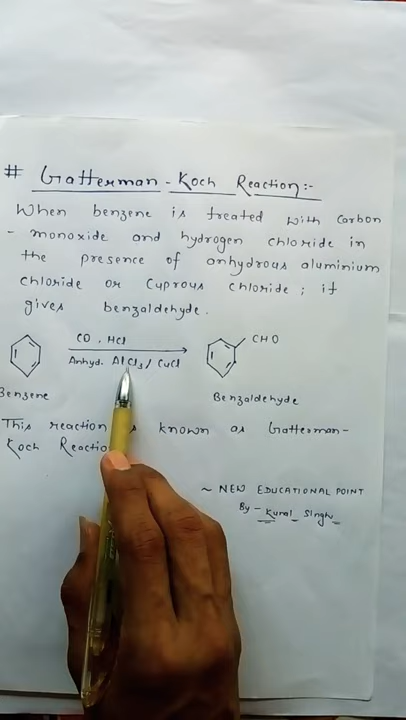 # Gatterman - Koch Reaction:-
When benzene is treated with carbon
- monoxide and hydrogen chloride in
the presence of anhydrous aluminium
chloride or cuprous chloride ; it
gives benzaldehyde.
CO , HCl
Anhyd. AlCl3 / CuCl
CHO
Benzene
Benzaldehyde
This reaction is known as Gatterman-
Koch Reactio
~ NEW EDUCATIONAL POINT
By - Kunal Singh